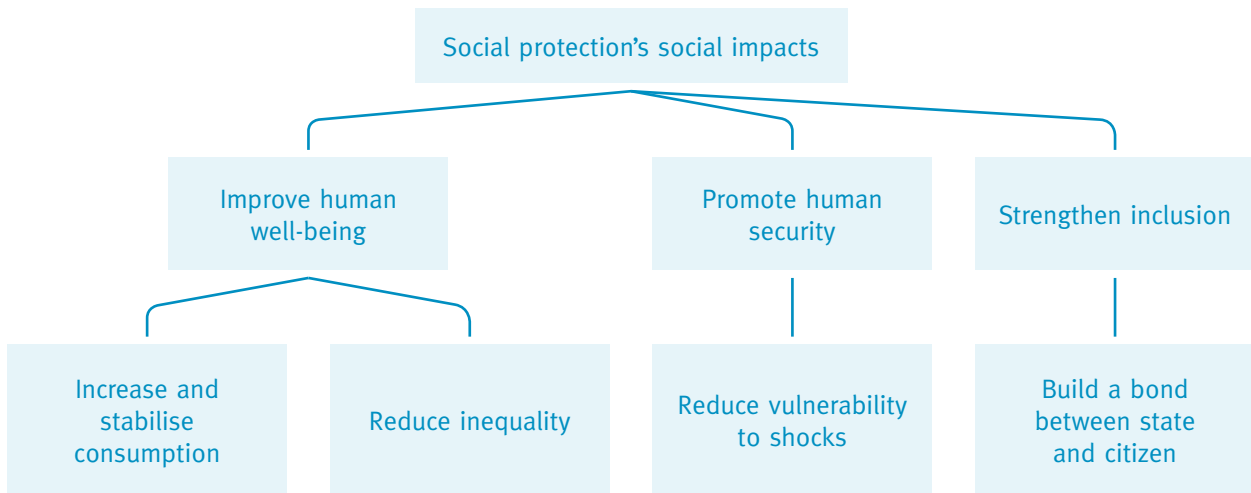 Social protection's social impacts
Improve human
well-being
Promote human
security
Strengthen inclusion
Increase and
stabilise
consumption
Reduce inequality
Reduce vulnerability
to shocks
Build a bond
between state
and citizen